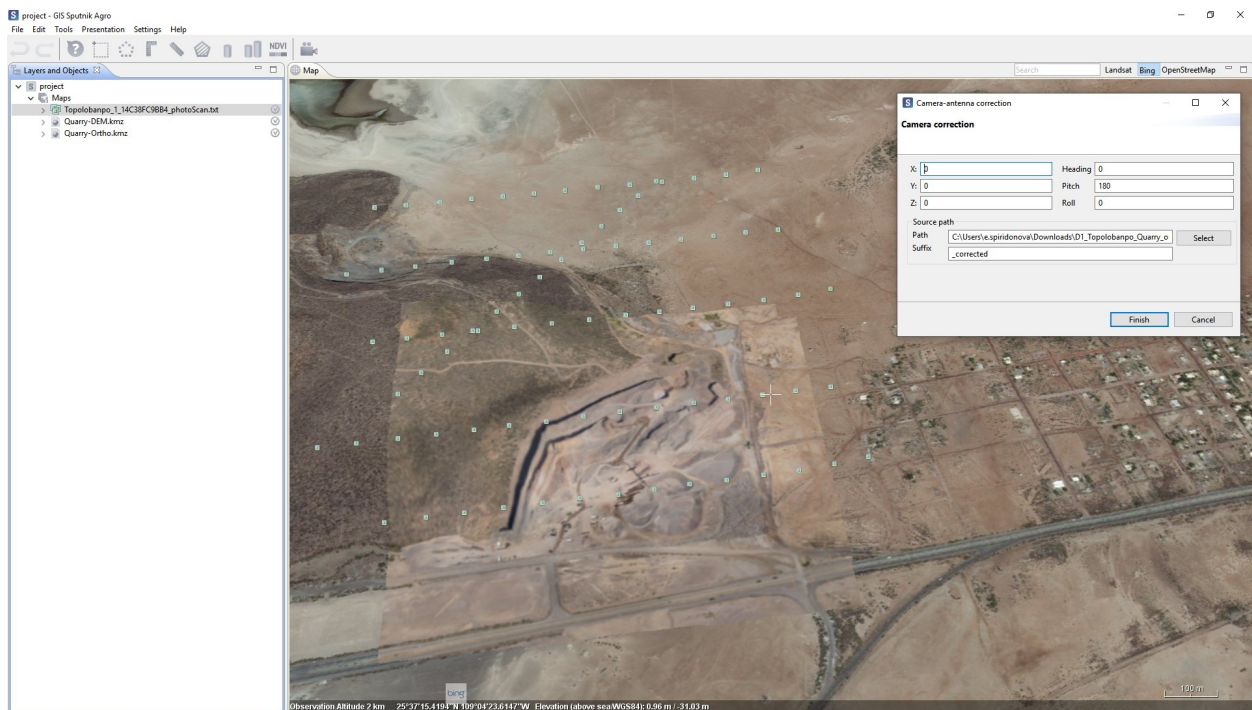 project - GIS Sputnik Agro
File Edit Tools Presentation Settings Help
NDVI
Layers and Objects
project
Maps
Topolobanpo_1_14C38FC9BB4_photoScan.txt
Quarry-DEM.kmz
Quarry-Ortho.kmz
Map
Search
Landsat Bing OpenStreetMap
Camera-antenna correction
Camera correction
X: 0 Heading 0
Y: 0 Pitch 180
Z: 0 Roll 0
Source path
Path C:\Users\e.spiridonova\Downloads\D1_Topolobanpo_Quarry_o Select
Suffix _corrected
Finish Cancel
bing
100 m
Observation Altitude 2 km 25°37'15.4194"N 109°04'23.6147"W Elevation (above sea/WGS84): 0.96 m / -31.03 m